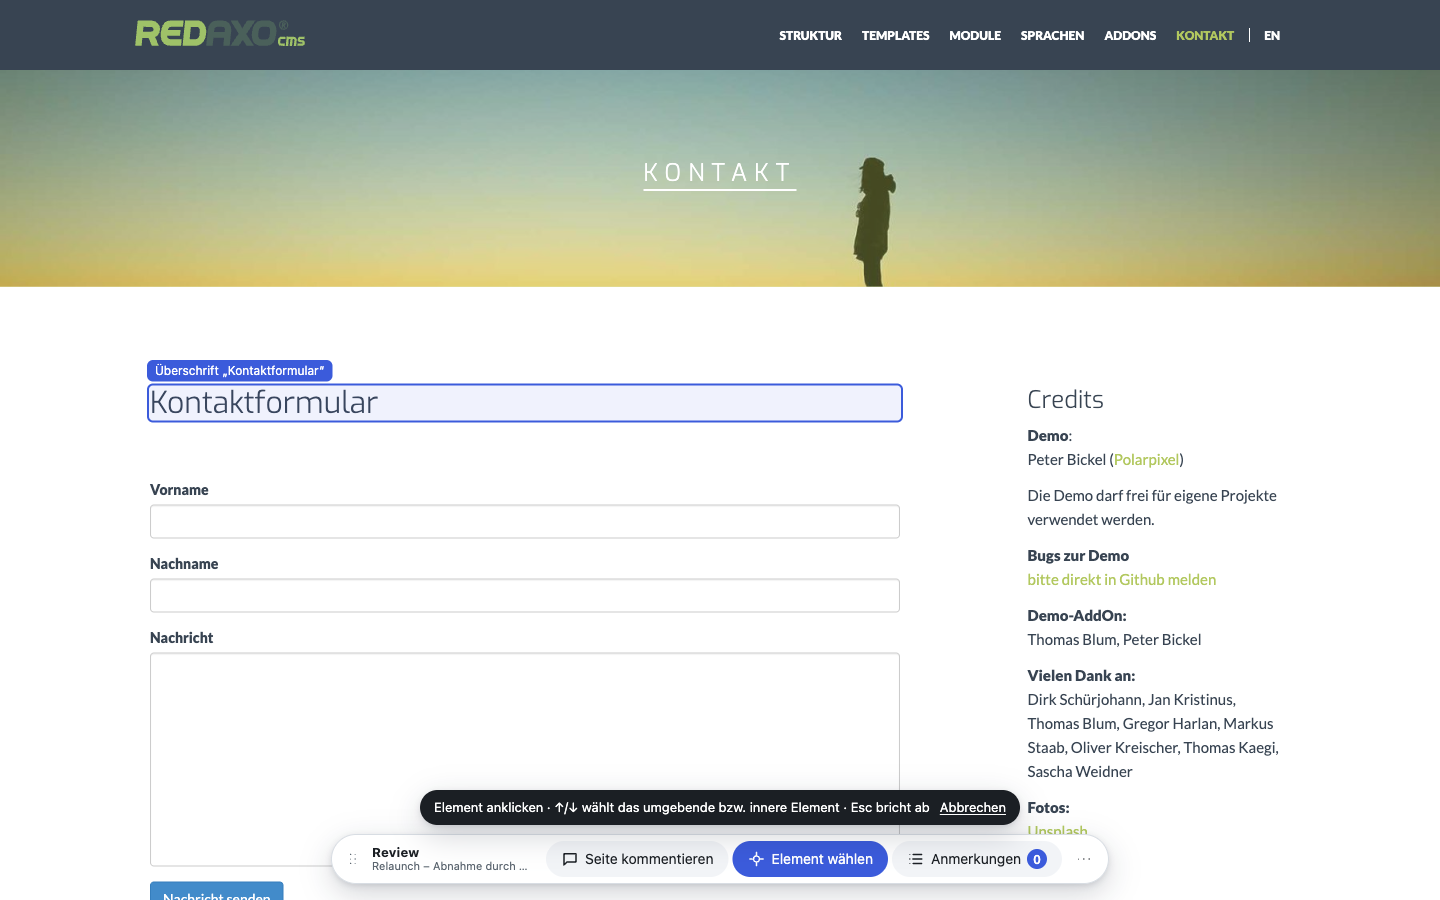 REDAXO® cms
STRUKTUR TEMPLATES MODULE SPRACHEN ADDONS KONTAKT EN
KONTAKT
Überschrift „Kontaktformular“
Kontaktformular
Vorname
Nachname
Nachricht
Nachricht senden
Credits
Demo:
Peter Bickel (Polarpixel)
Die Demo darf frei für eigene Projekte
verwendet werden.
Bugs zur Demo
bitte direkt in Github melden
Demo-AddOn:
Thomas Blum, Peter Bickel
Vielen Dank an:
Dirk Schürjohann, Jan Kristinus,
Thomas Blum, Gregor Harlan, Markus
Staab, Oliver Kreischer, Thomas Kaegi,
Sascha Weidner
Fotos:
Unsplash
Element anklicken · ↑/↓ wählt das umgebende bzw. innere Element · Esc bricht ab Abbrechen
Review
Relaunch – Abnahme durch ...
Seite kommentieren
Element wählen
Anmerkungen 0